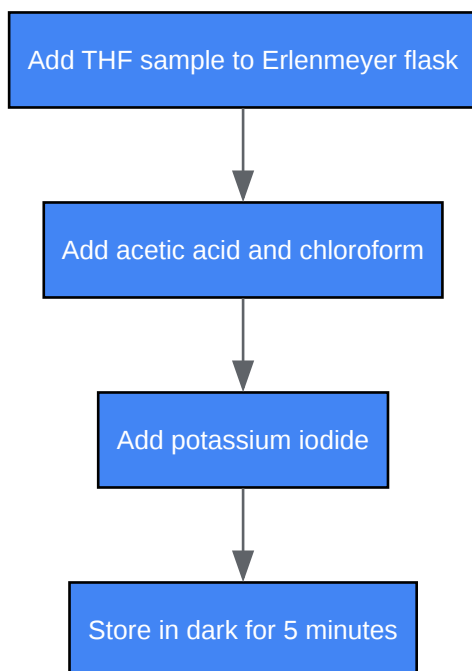 Add THF sample to Erlenmeyer flask
Add acetic acid and chloroform
Add potassium iodide
Store in dark for 5 minutes